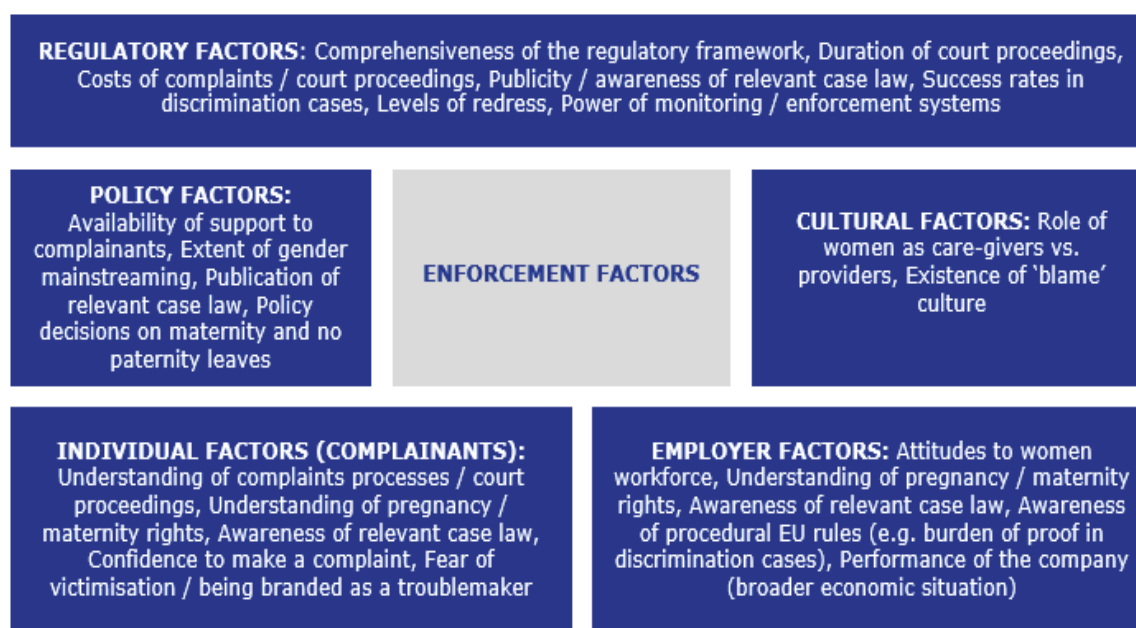 REGULATORY FACTORS: Comprehensiveness of the regulatory framework, Duration of court proceedings,
Costs of complaints / court proceedings, Publicity / awareness of relevant case law, Success rates in
discrimination cases, Levels of redress, Power of monitoring / enforcement systems
POLICY FACTORS:
Availability of support to
complainants, Extent of gender
mainstreaming, Publication of
relevant case law, Policy
decisions on maternity and no
paternity leaves
ENFORCEMENT FACTORS
CULTURAL FACTORS: Role of
women as care-givers vs.
providers, Existence of ‘blame’
culture
INDIVIDUAL FACTORS (COMPLAINANTS):
Understanding of complaints processes / court
proceedings, Understanding of pregnancy /
maternity rights, Awareness of relevant case law,
Confidence to make a complaint, Fear of
victimisation / being branded as a troublemaker
EMPLOYER FACTORS: Attitudes to women
workforce, Understanding of pregnancy / maternity
rights, Awareness of relevant case law, Awareness
of procedural EU rules (e.g. burden of proof in
discrimination cases), Performance of the company
(broader economic situation)